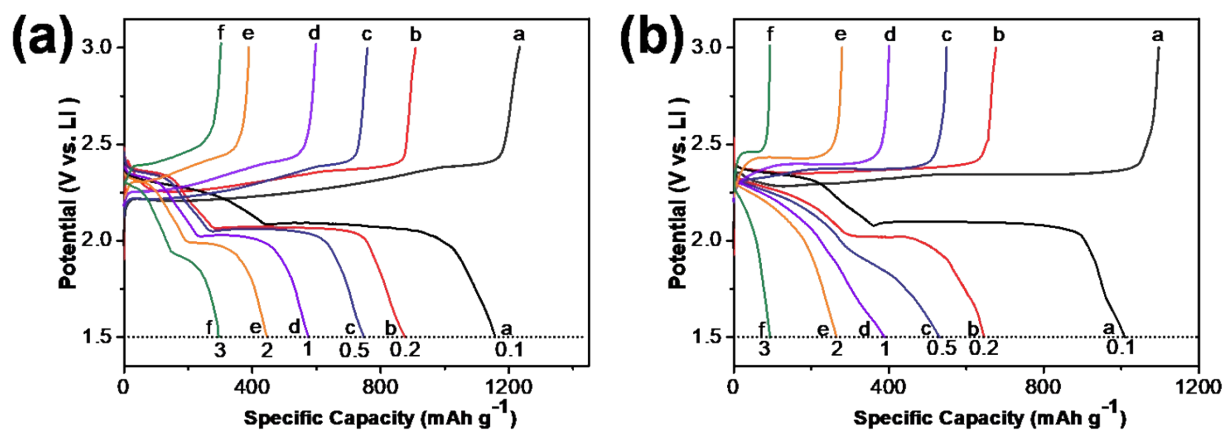 (a)
f e d c b a
3.0
2.5
2.0
1.5
Potential (V vs. LI )
f e d c b a
3 2 1 0.5 0.2 0.1
0 400 800 1200
Specific Capacity (mAh g⁻¹)
(b)
f e d c b a
3.0
2.5
2.0
1.5
Potential (V vs. LI )
f e d c b a
3 2 1 0.5 0.2 0.1
0 400 800 1200
Specific Capacity (mAh g⁻¹)